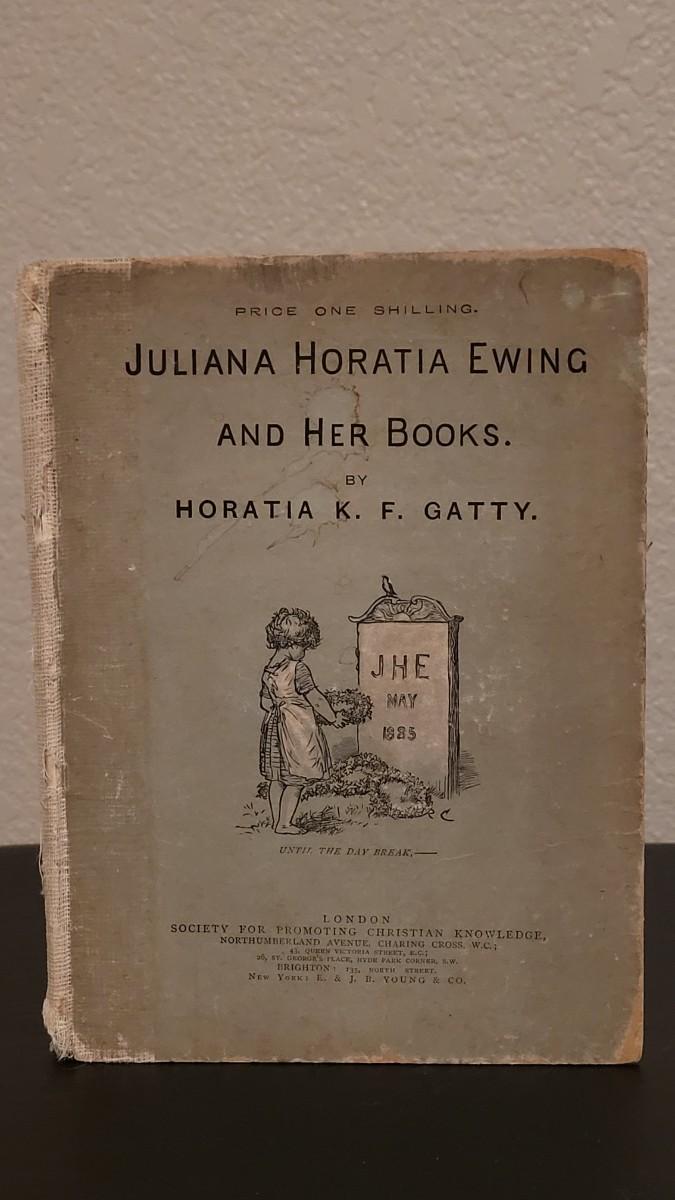 PRICE ONE SHILLING.
JULIANA HORATIA EWING
AND HER BOOKS.
BY
HORATIA K. F. GATTY.
JHE
MAY
1885
RC
UNTIL THE DAY BREAK,—
LONDON
SOCIETY FOR PROMOTING CHRISTIAN KNOWLEDGE,
NORTHUMBERLAND AVENUE, CHARING CROSS, W.C.;
43, QUEEN VICTORIA STREET, E.C.;
26, ST. GEORGE'S PLACE, HYDE PARK CORNER, S.W.
BRIGHTON: 135, NORTH STREET.
NEW YORK: E. & J. B. YOUNG & CO.